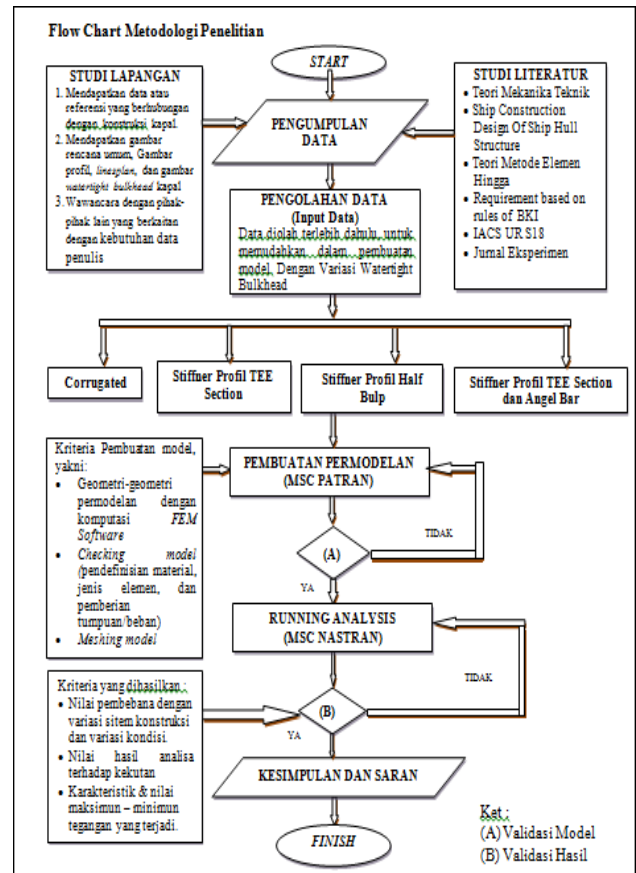 Flow Chart Metodologi Penelitian
START
STUDI LAPANGAN
1. Mendapatkan data atau
referensi yang berhubungan
dengan konstruksi kapal.
2. Mendapatkan gambar
rencana umum, Gambar
profil, linesplan, dan gambar
watertight bulkhead kapal
3. Wawancara dengan pihak-
pihak lain yang berkaitan
dengan kebutuhan data
penulis
PENGUMPULAN
DATA
STUDI LITERATUR
• Teori Mekanika Teknik
• Ship Construction
Design Of Ship Hull
Structure
• Teori Metode Elemen
Hingga
• Requirement based on
rules of BKI
• IACS UR S18
• Jurnal Eksperimen
PENGOLAHAN DATA
(Input Data)
Data diolah terlebih dahulu, untuk
memudahkan dalam pembuatan
model, Dengan Variasi Watertight
Bulkhead
Corrugated
Stiffner Profil TEE
Section
Stiffner Profil Half
Bulp
Stiffner Profil TEE Section
dan Angel Bar
Kriteria Pembuatan model,
yakni:
• Geometri-geometri
permodelan dengan
komputasi FEM
Software
• Checking model
(pendefinisian material,
jenis elemen, dan
pemberian
tumpuan/beban)
• Meshing model
PEMBUATAN PERMODELAN
(MSC PATRAN)
(A)
TIDAK
YA
RUNNING ANALYSIS
(MSC NASTRAN)
TIDAK
Kriteria yang dihasilkan :
• Nilai pembebana dengan
variasi sitem konstruksi
dan variasi kondisi.
• Nilai hasil analisa
terhadap kekutan
• Karakteristik & nilai
maksimun – minimun
tegangan yang terjadi.
(B)
YA
KESIMPULAN DAN SARAN
FINISH
Ket :
(A) Validasi Model
(B) Validasi Hasil